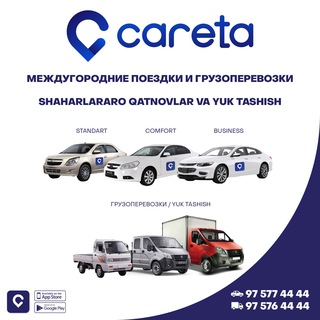 careta
МЕЖДУГОРОДНИЕ ПОЕЗДКИ И ГРУЗОПЕРЕВОЗКИ
SHAHARLARARO QATNOVLAR VA YUK TASHISH
STANDART COMFORT BUSINESS
ГРУЗОПЕРЕВОЗКИ / YUK TASHISH
App Store
Google Play
97 577 44 44
97 576 44 44